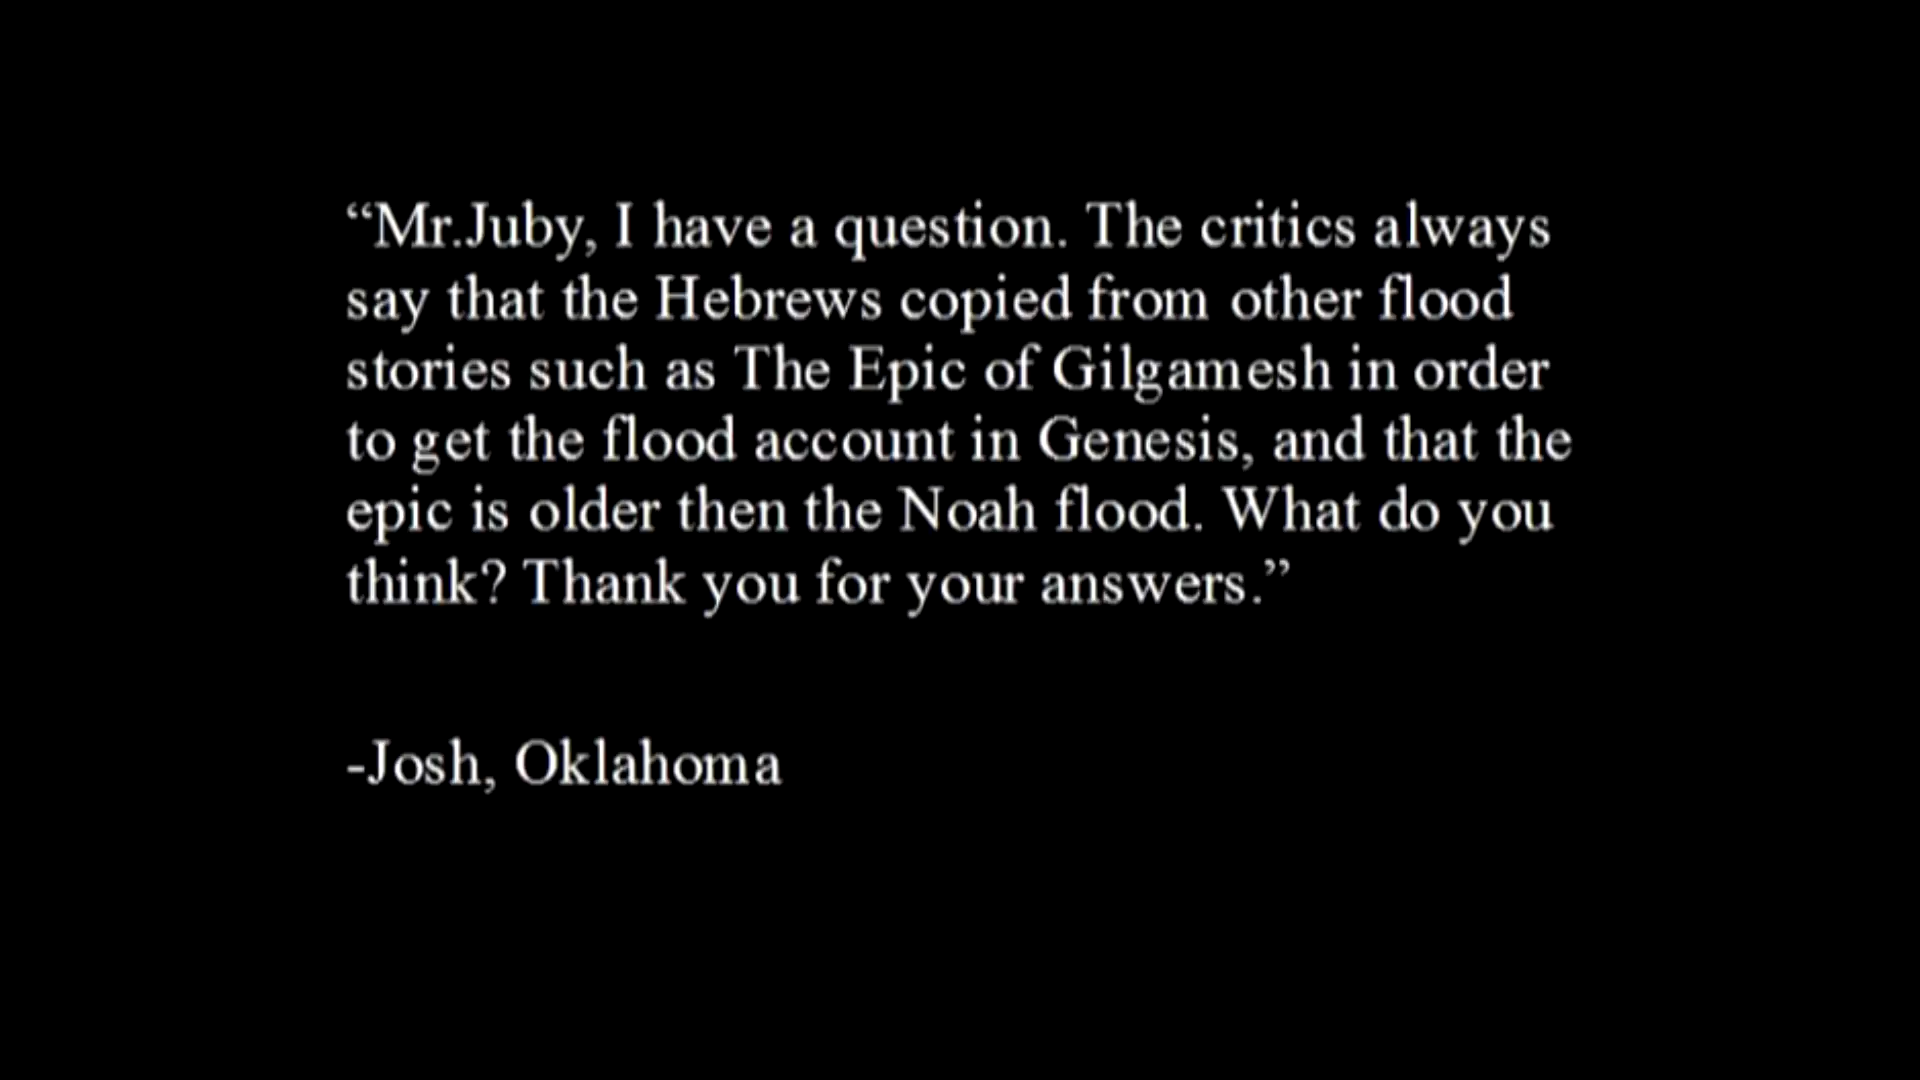 “Mr.Juby, I have a question. The critics always
say that the Hebrews copied from other flood
stories such as The Epic of Gilgamesh in order
to get the flood account in Genesis, and that the
epic is older then the Noah flood. What do you
think? Thank you for your answers.”
-Josh, Oklahoma